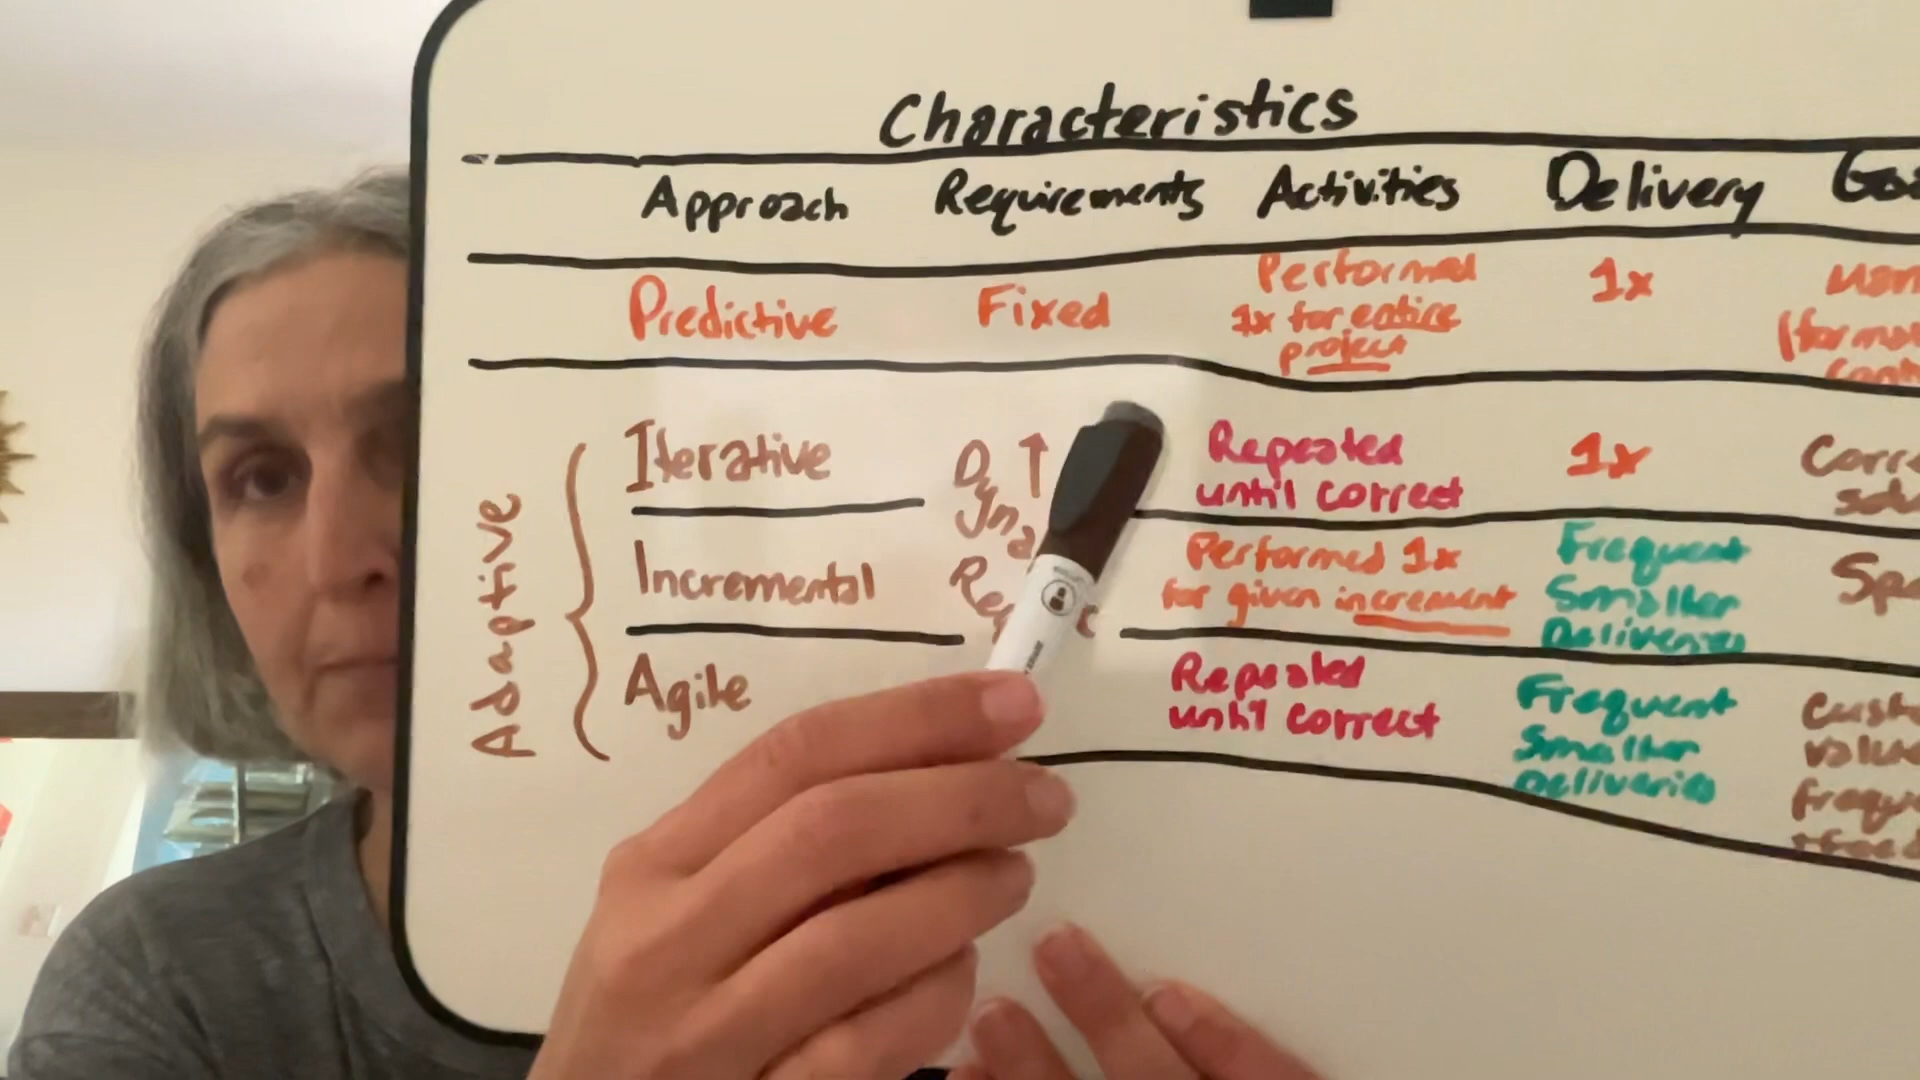 Characteristics
Approach Requirements Activities Delivery
Predictive Fixed Performed 1x for entire project 1x
Adaptive
Iterative Repeated until correct 1x
Incremental Performed 1x for given increment Frequent Smaller Deliveries
Agile Repeated until correct Frequent Smaller Deliveries